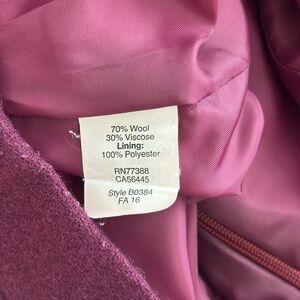 70% Wool
30% Viscose
Lining:
100% Polyester
RN77388
CA56445
Style B0384
FA 16